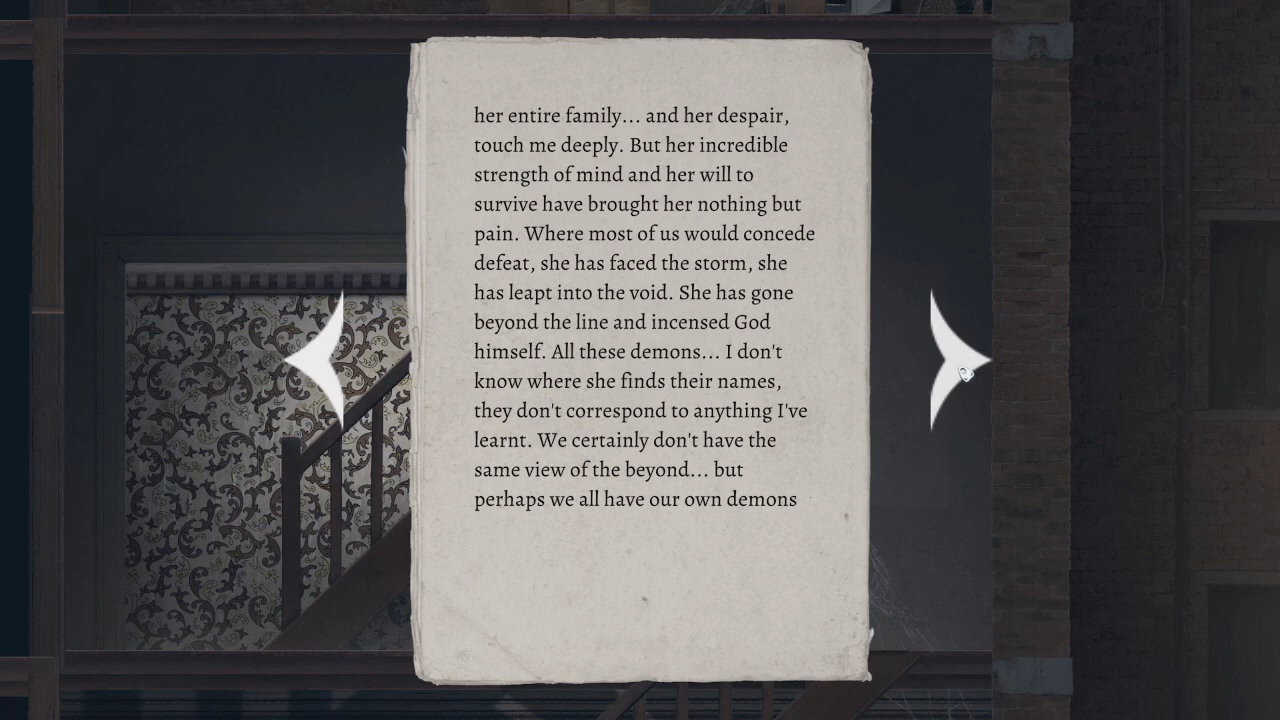 her entire family... and her despair,
touch me deeply. But her incredible
strength of mind and her will to
survive have brought her nothing but
pain. Where most of us would concede
defeat, she has faced the storm, she
has leapt into the void. She has gone
beyond the line and incensed God
himself. All these demons... I don't
know where she finds their names,
they don't correspond to anything I've
learnt. We certainly don't have the
same view of the beyond... but
perhaps we all have our own demons